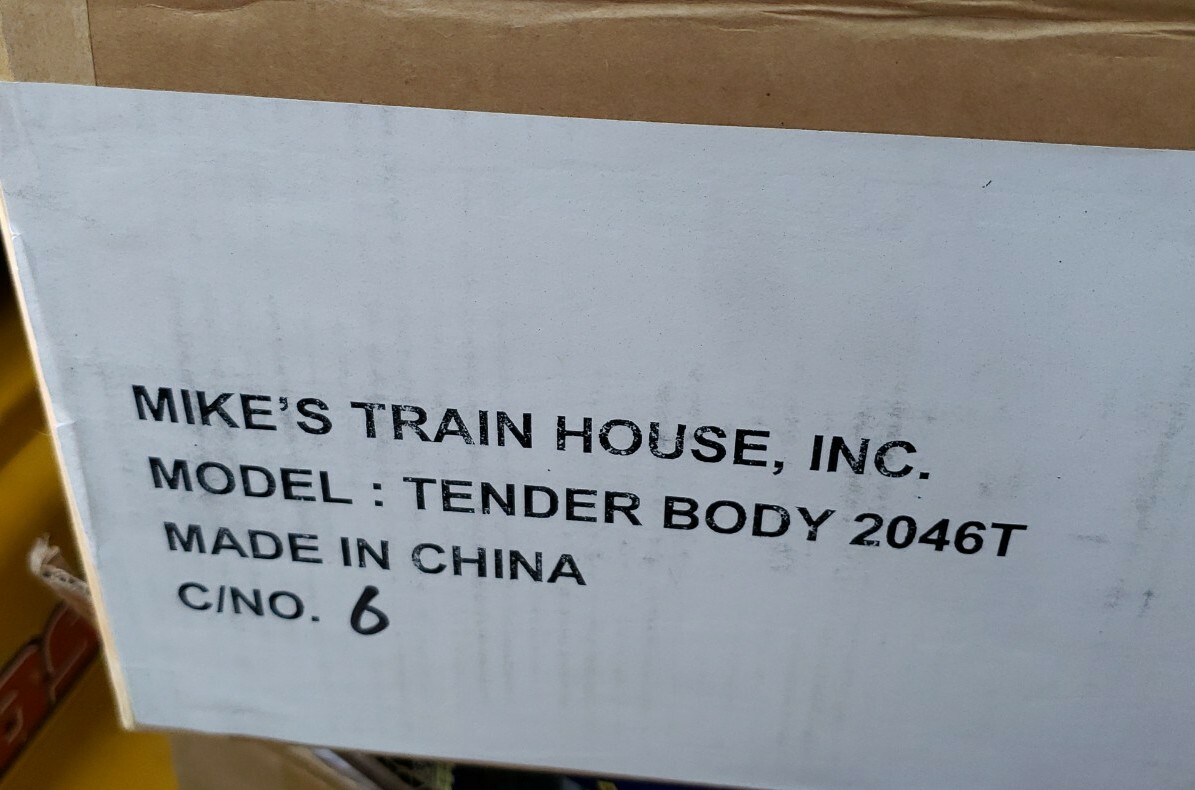 MIKE'S TRAIN HOUSE, INC.
MODEL : TENDER BODY 2046T
MADE IN CHINA
C/NO. 6